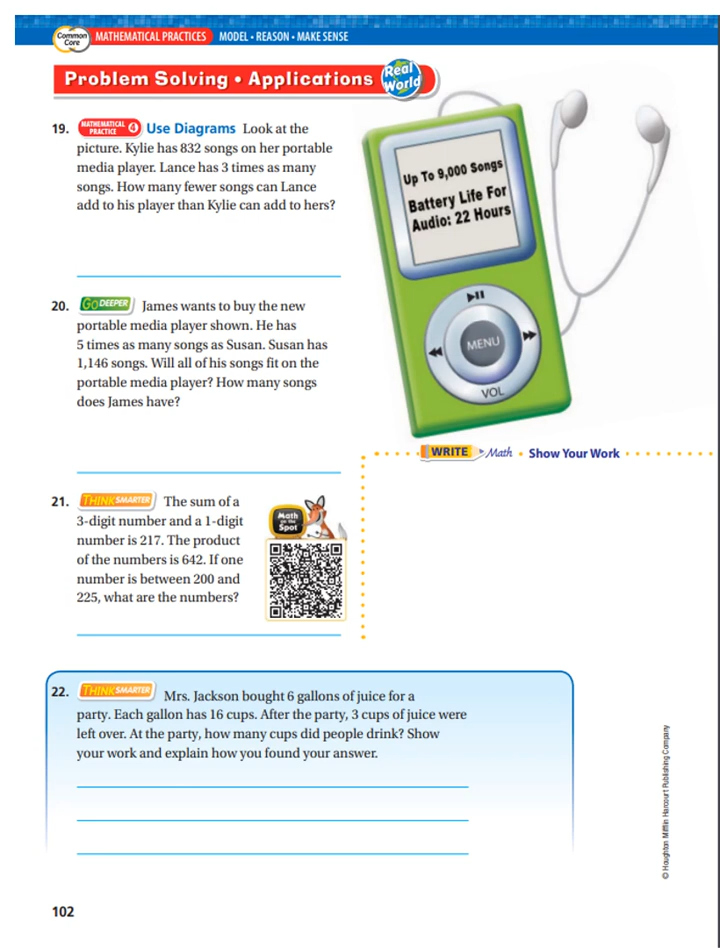 Common Core MATHEMATICAL PRACTICES MODEL • REASON • MAKE SENSE
Problem Solving • Applications Real World
19. MATHEMATICAL PRACTICE 4 Use Diagrams Look at the
picture. Kylie has 832 songs on her portable
media player. Lance has 3 times as many
songs. How many fewer songs can Lance
add to his player than Kylie can add to hers?
Up To 9,000 Songs
Battery Life For
Audio: 22 Hours
MENU
VOL
20. GO DEEPER James wants to buy the new
portable media player shown. He has
5 times as many songs as Susan. Susan has
1,146 songs. Will all of his songs fit on the
portable media player? How many songs
does James have?
WRITE Math • Show Your Work
21. THINK SMARTER The sum of a
3-digit number and a 1-digit
number is 217. The product
of the numbers is 642. If one
number is between 200 and
225, what are the numbers?
Math
on the
Spot
22. THINK SMARTER Mrs. Jackson bought 6 gallons of juice for a
party. Each gallon has 16 cups. After the party, 3 cups of juice were
left over. At the party, how many cups did people drink? Show
your work and explain how you found your answer.
© Houghton Mifflin Harcourt Publishing Company
102